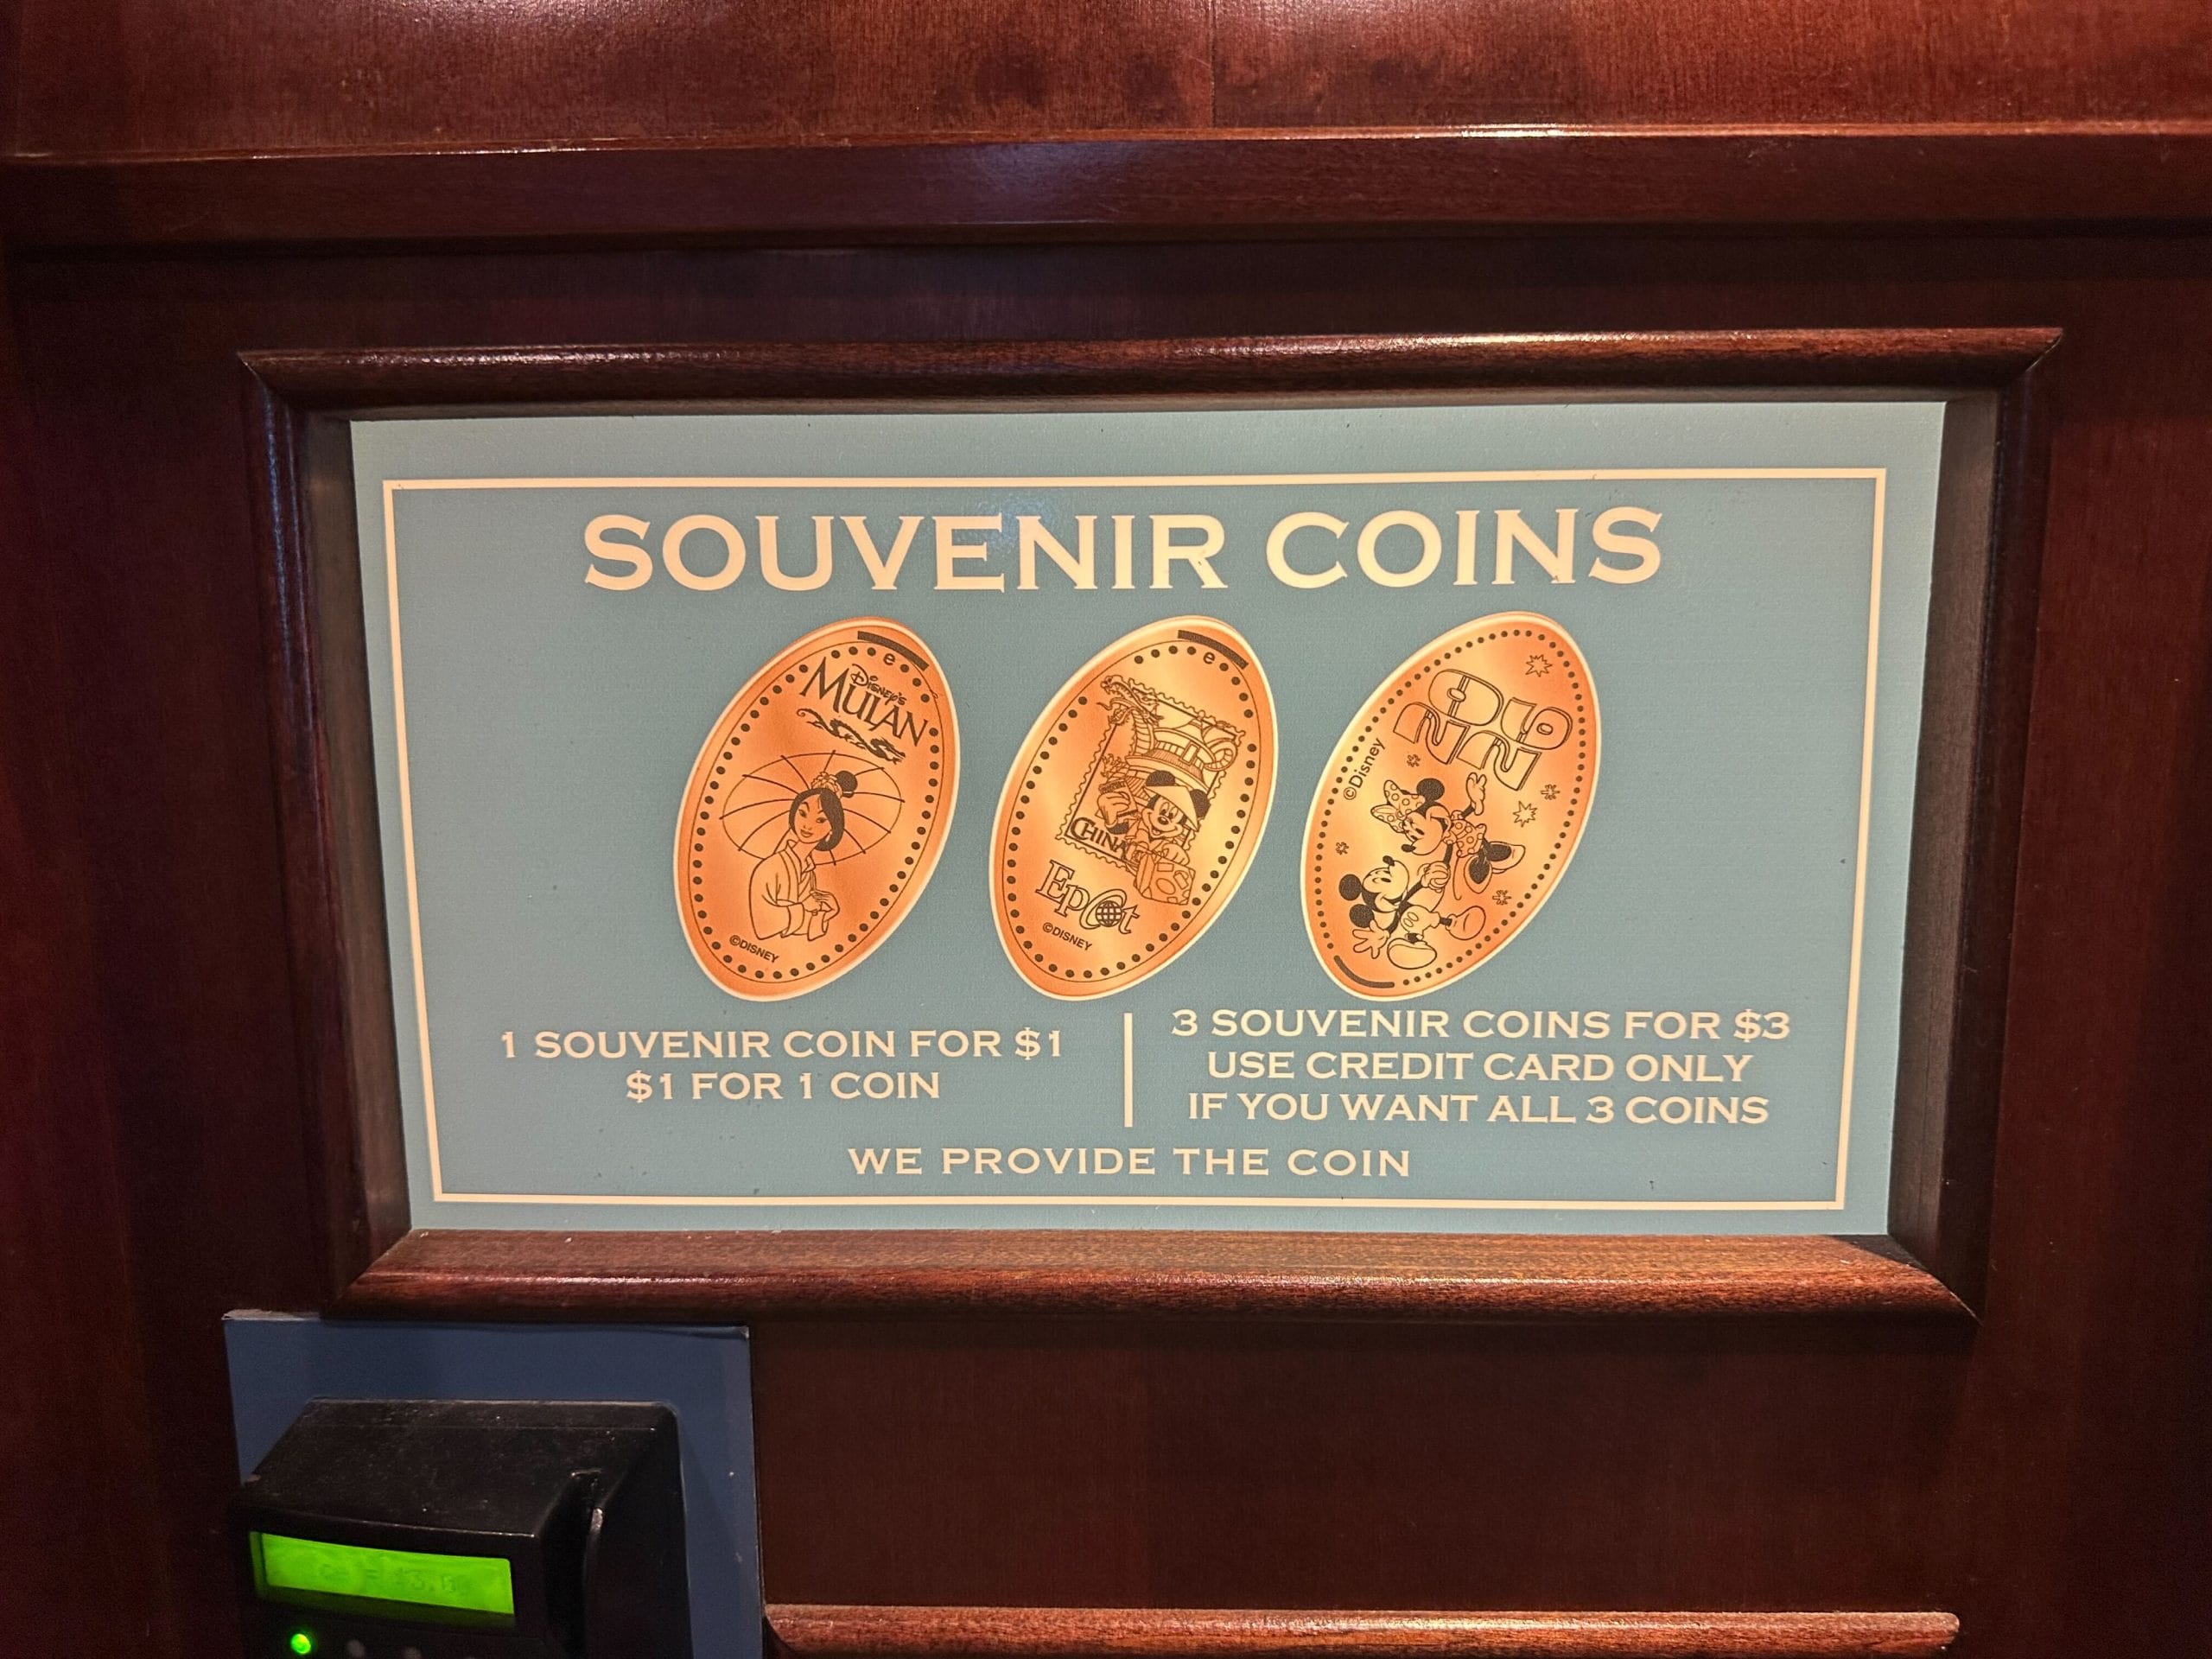 SOUVENIR COINS
e
DISNEY'S
MULAN
©DISNEY
e
CHINA
Epcot
©DISNEY
©Disney
1 SOUVENIR COIN FOR $1
$1 FOR 1 COIN
3 SOUVENIR COINS FOR $3
USE CREDIT CARD ONLY
IF YOU WANT ALL 3 COINS
WE PROVIDE THE COIN